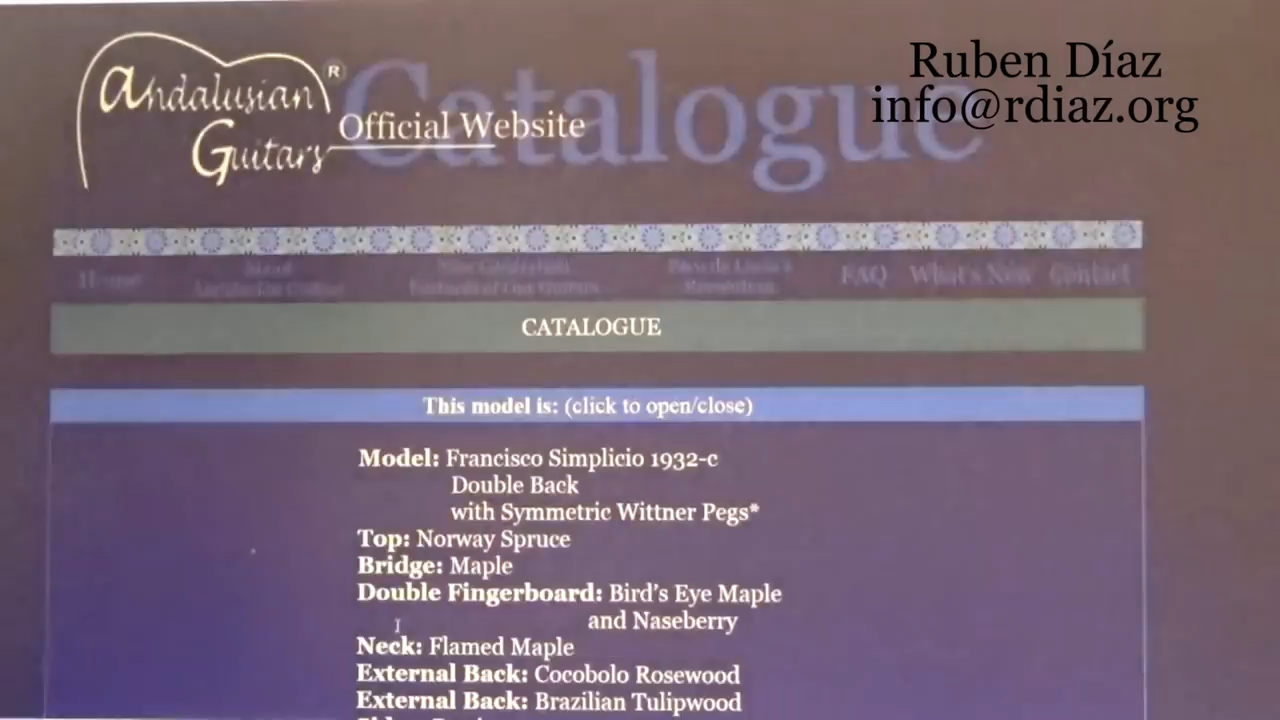 Ruben Díaz
info@rdiaz.org
Andalusian
Guitars
®
Official Website
Catalogue
Home
FAQ What's New Contact
CATALOGUE
This model is: (click to open/close)
Model: Francisco Simplicio 1932-c
Double Back
with Symmetric Wittner Pegs*
Top: Norway Spruce
Bridge: Maple
Double Fingerboard: Bird's Eye Maple
and Naseberry
Neck: Flamed Maple
External Back: Cocobolo Rosewood
External Back: Brazilian Tulipwood